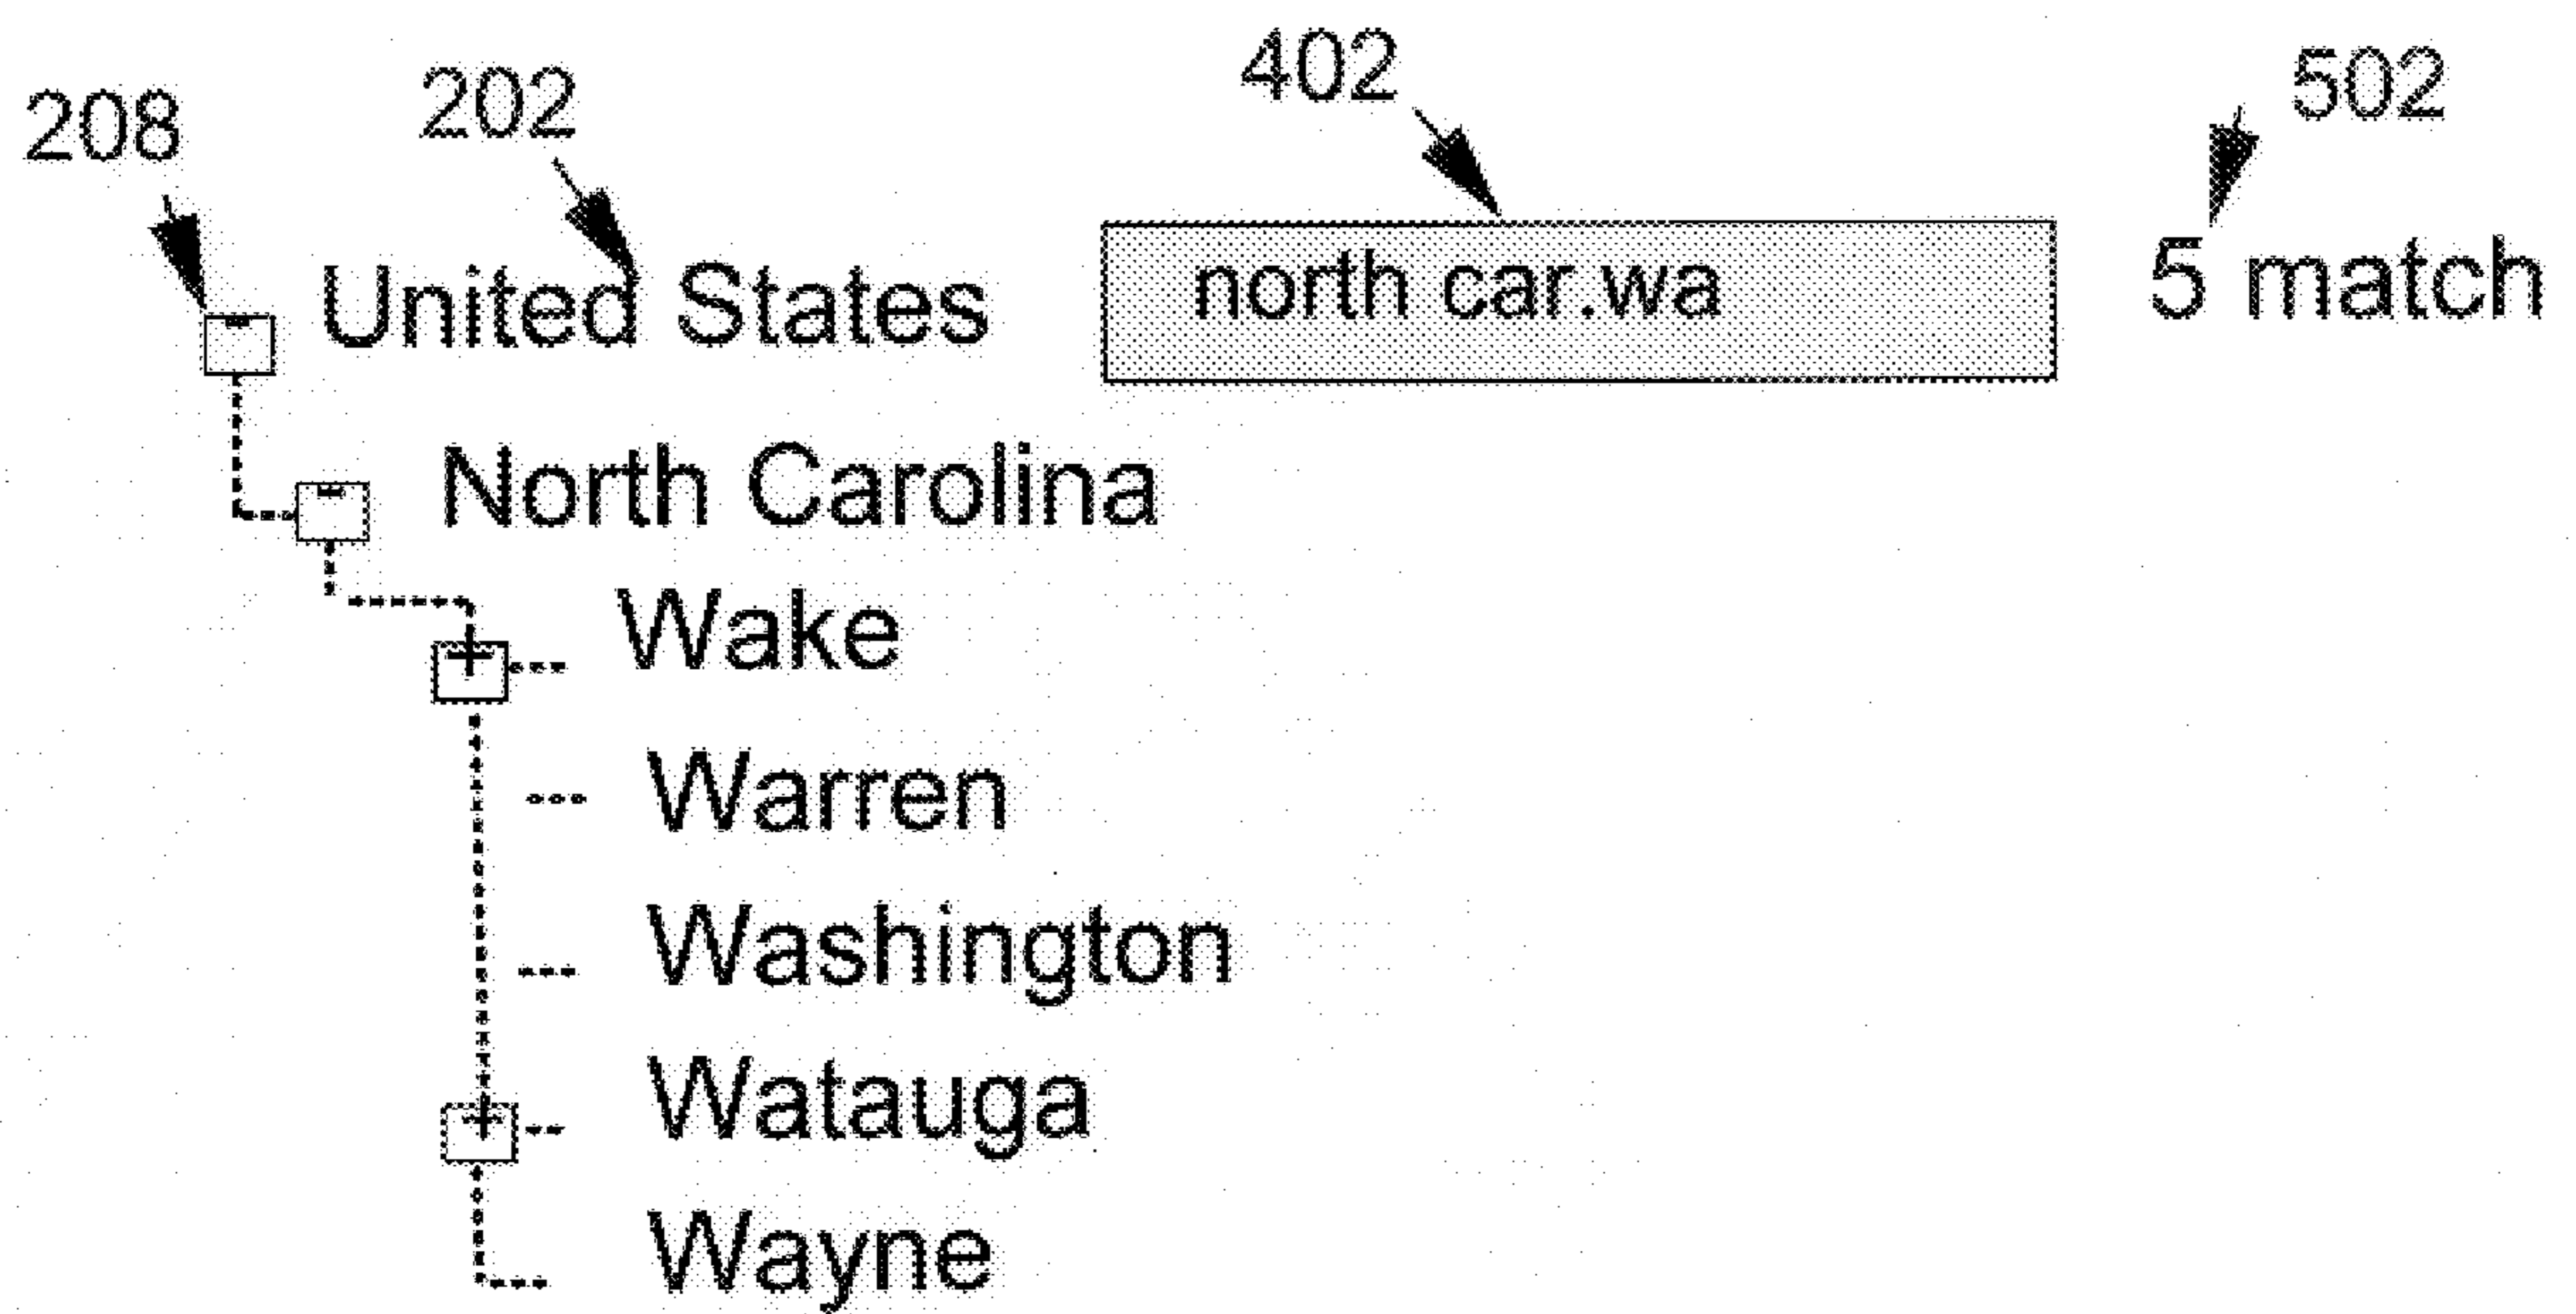 208 202 402 502
United States north car.wa 5 match
North Carolina
Wake
Warren
Washington
Watauga
Wayne